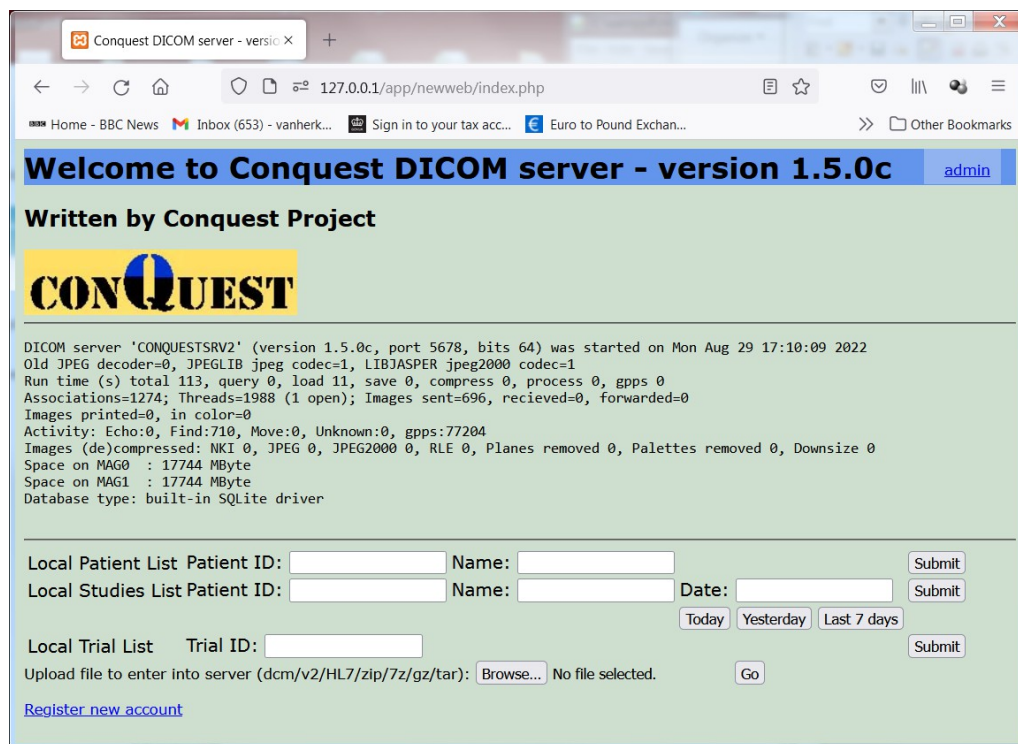 Conquest DICOM server - versio
127.0.0.1/app/newweb/index.php
Home - BBC News Inbox (653) - vanherk... Sign in to your tax acc... Euro to Pound Exchan... Other Bookmarks
Welcome to Conquest DICOM server - version 1.5.0c admin
Written by Conquest Project
CONQUEST
DICOM server 'CONQUESTSRV2' (version 1.5.0c, port 5678, bits 64) was started on Mon Aug 29 17:10:09 2022
Old JPEG decoder=0, JPEGLIB jpeg codec=1, LIBJASPER jpeg2000 codec=1
Run time (s) total 113, query 0, load 11, save 0, compress 0, process 0, gpps 0
Associations=1274; Threads=1988 (1 open); Images sent=696, recieved=0, forwarded=0
Images printed=0, in color=0
Activity: Echo:0, Find:710, Move:0, Unknown:0, gpps:77204
Images (de)compressed: NKI 0, JPEG 0, JPEG2000 0, RLE 0, Planes removed 0, Palettes removed 0, Downsize 0
Space on MAG0  : 17744 MByte
Space on MAG1  : 17744 MByte
Database type: built-in SQLite driver
Local Patient List Patient ID: Name: Submit
Local Studies List Patient ID: Name: Date: Submit
Today Yesterday Last 7 days
Local Trial List Trial ID: Submit
Upload file to enter into server (dcm/v2/HL7/zip/7z/gz/tar): Browse... No file selected. Go
Register new account